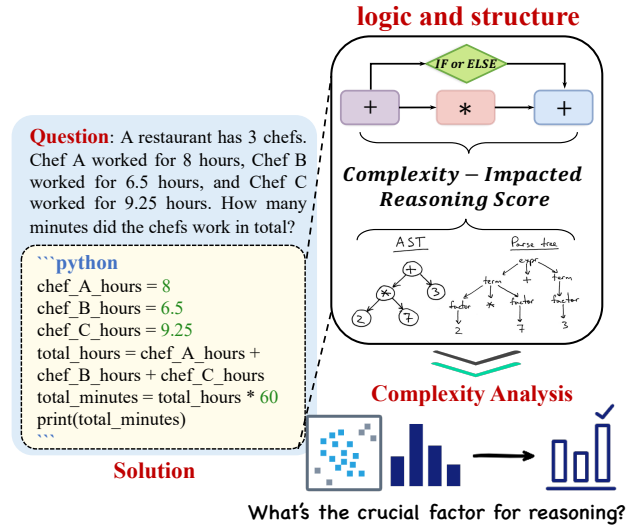 logic and structure
IF or ELSE
+
*
+
Complexity – Impacted
Reasoning Score
AST
+
*
3
2
7
Parse tree
expr
term
+
term
factor
*
factor
factor
2
7
3
Question: A restaurant has 3 chefs.
Chef A worked for 8 hours, Chef B
worked for 6.5 hours, and Chef C
worked for 9.25 hours. How many
minutes did the chefs work in total?
```python
chef_A_hours = 8
chef_B_hours = 6.5
chef_C_hours = 9.25
total_hours = chef_A_hours +
chef_B_hours + chef_C_hours
total_minutes = total_hours * 60
print(total_minutes)
```
Solution
Complexity Analysis
What's the crucial factor for reasoning?